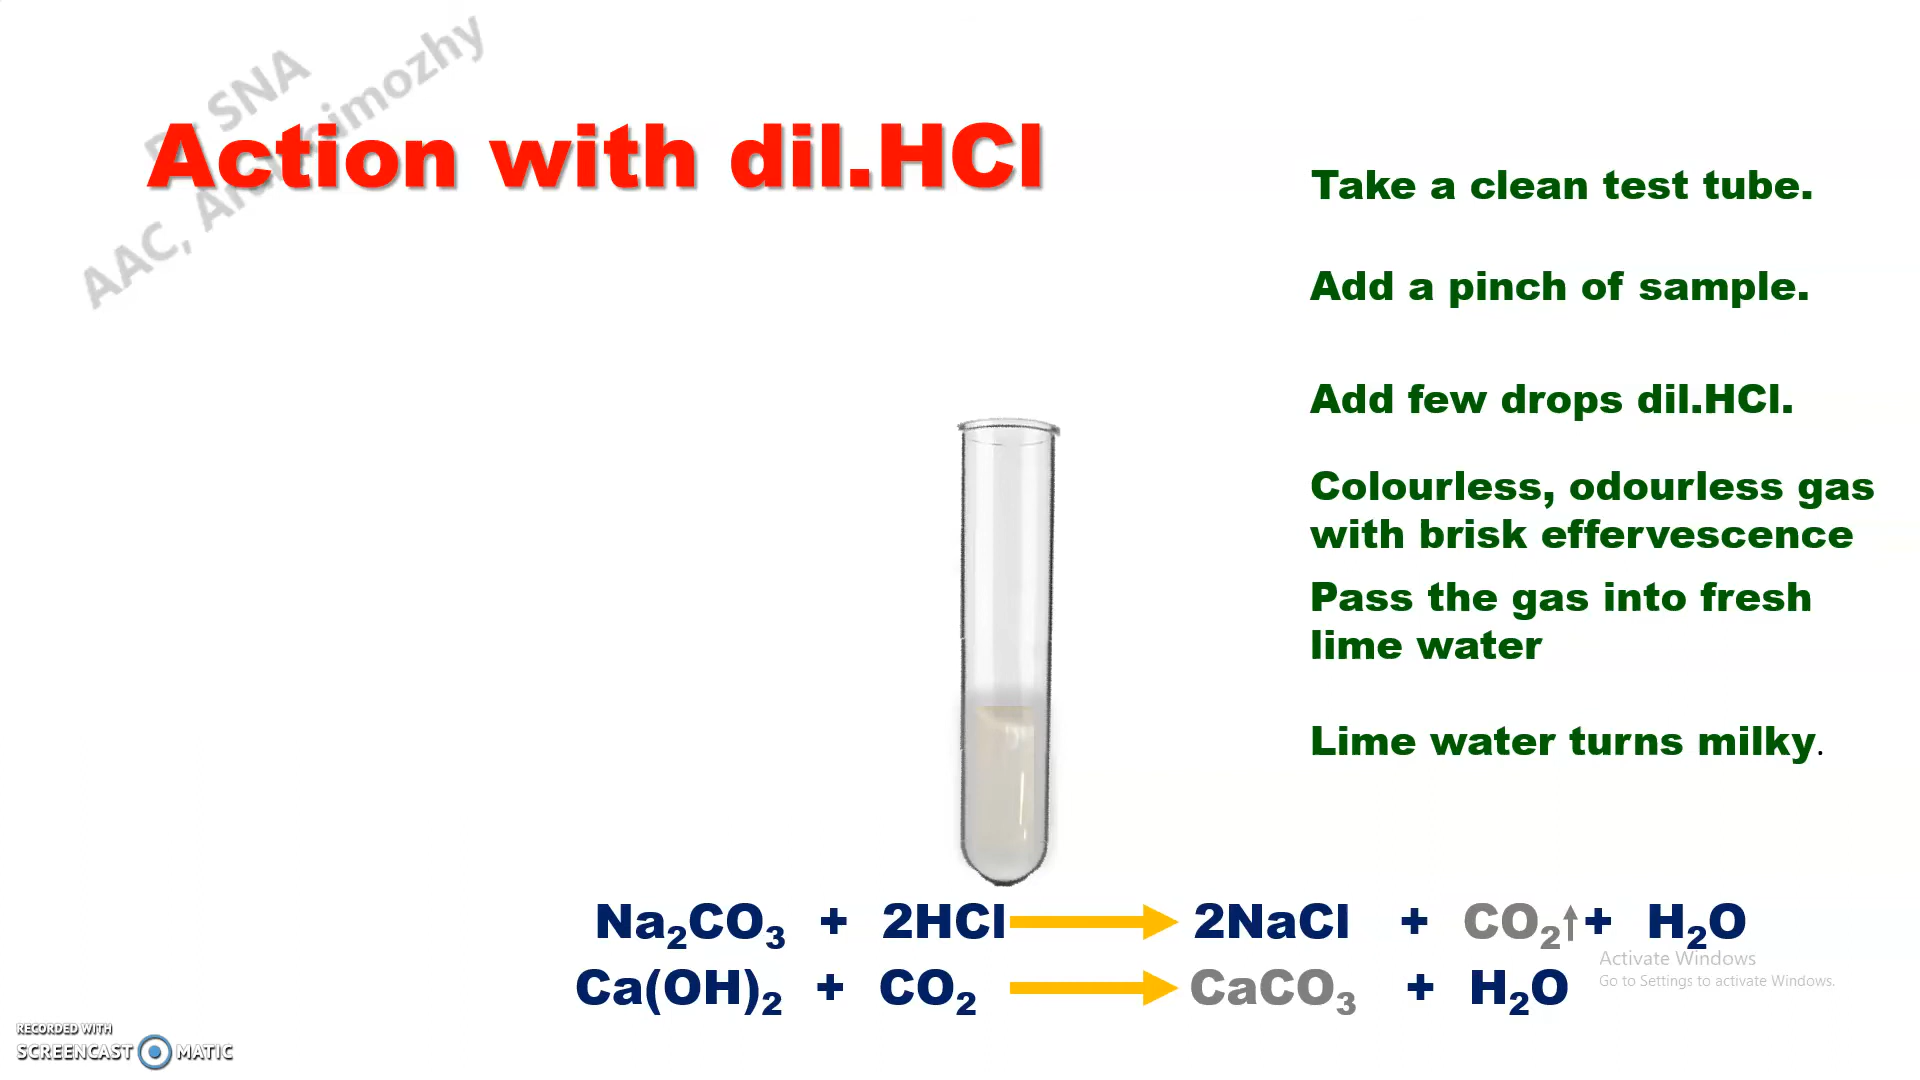 Dr SNA
AAC,
Action with dil.HCl
Take a clean test tube.
Add a pinch of sample.
Add few drops dil.HCl.
Colourless, odourless gas
with brisk effervescence
Pass the gas into fresh
lime water
Lime water turns milky.
Na₂CO₃ + 2HCl → 2NaCl + CO₂↑ + H₂O
Ca(OH)₂ + CO₂ → CaCO₃ + H₂O
Activate Windows
Go to Settings to activate Windows.
RECORDED WITH
SCREENCAST MATIC